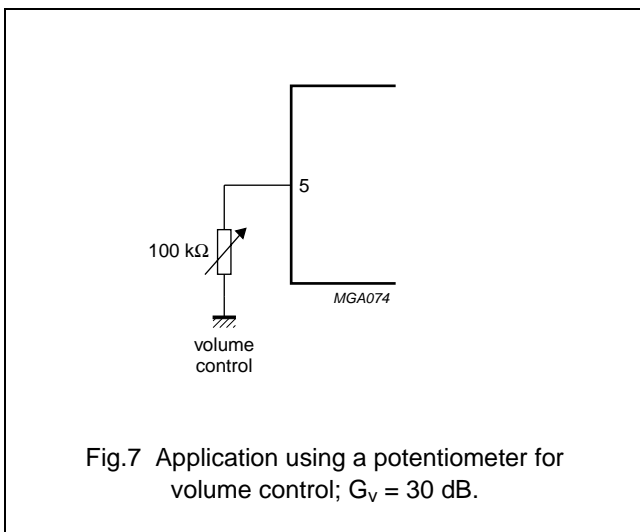 5
100 kΩ
MGA074
volume
control
Fig.7 Application using a potentiometer for
volume control; Gv = 30 dB.